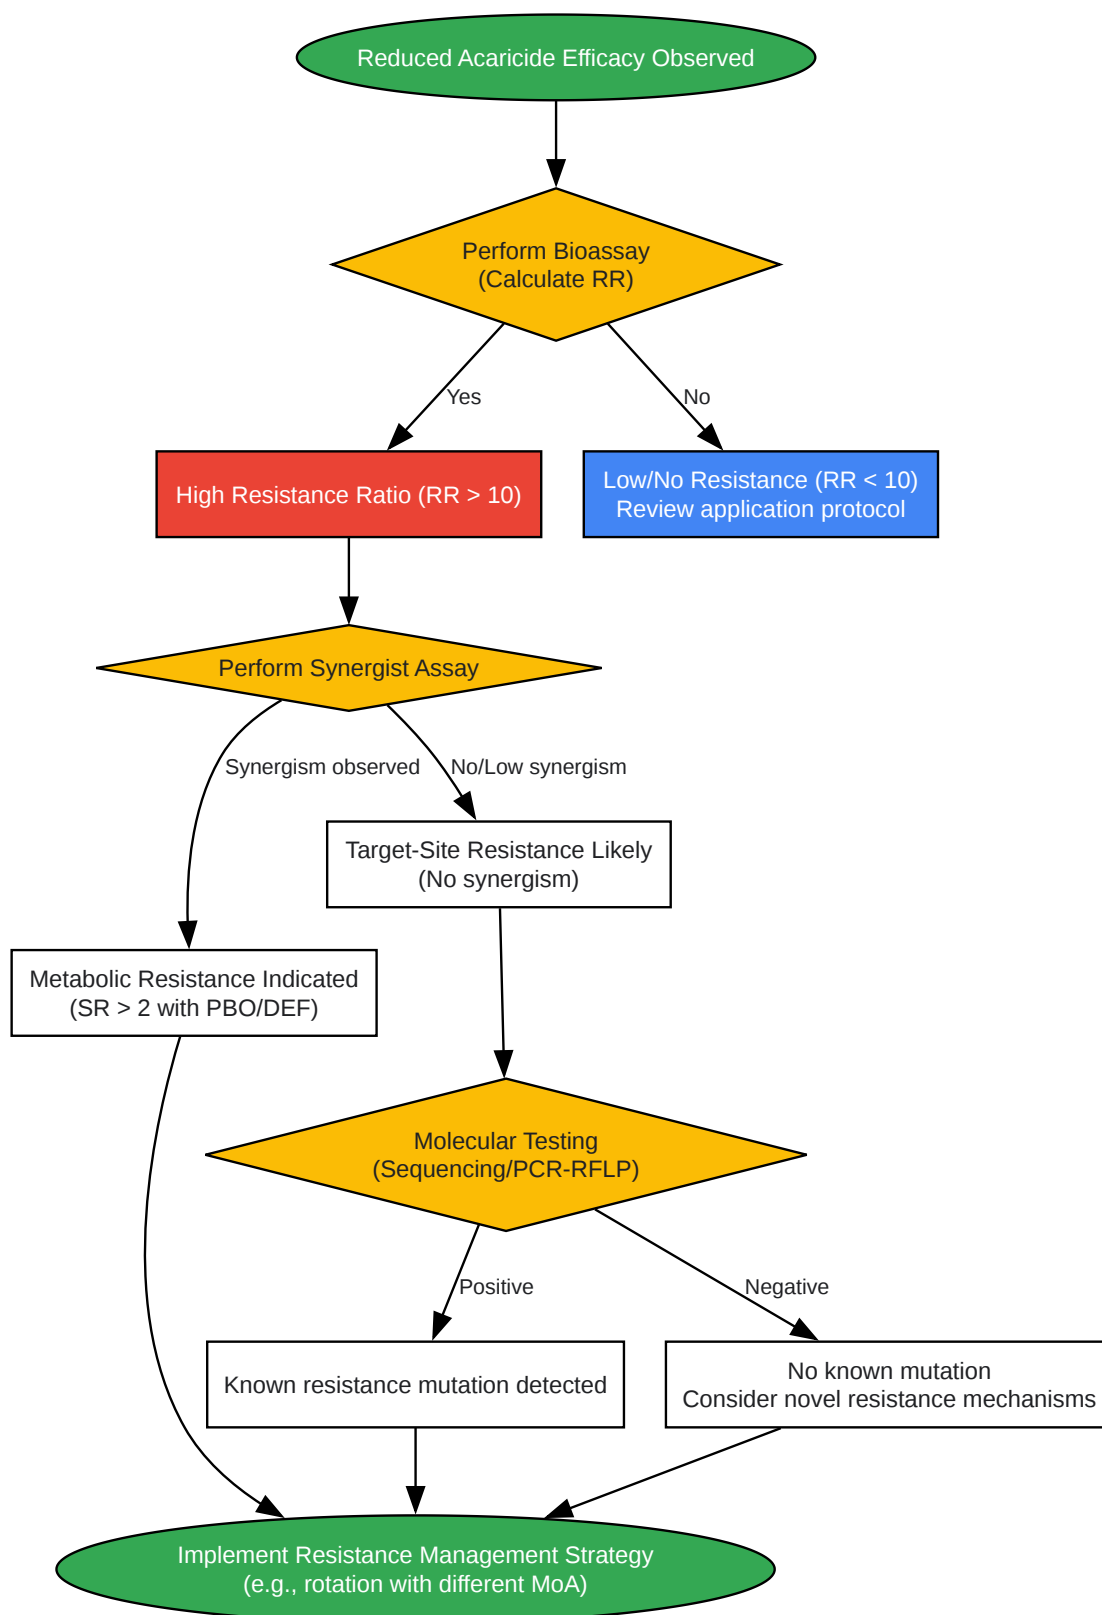 Reduced Acaricide Efficacy Observed
Perform Bioassay
(Calculate RR)
Yes
No
High Resistance Ratio (RR > 10)
Low/No Resistance (RR < 10)
Review application protocol
Perform Synergist Assay
Synergism observed
No/Low synergism
Target-Site Resistance Likely
(No synergism)
Metabolic Resistance Indicated
(SR > 2 with PBO/DEF)
Molecular Testing
(Sequencing/PCR-RFLP)
Positive
Negative
Known resistance mutation detected
No known mutation
Consider novel resistance mechanisms
Implement Resistance Management Strategy
(e.g., rotation with different MoA)